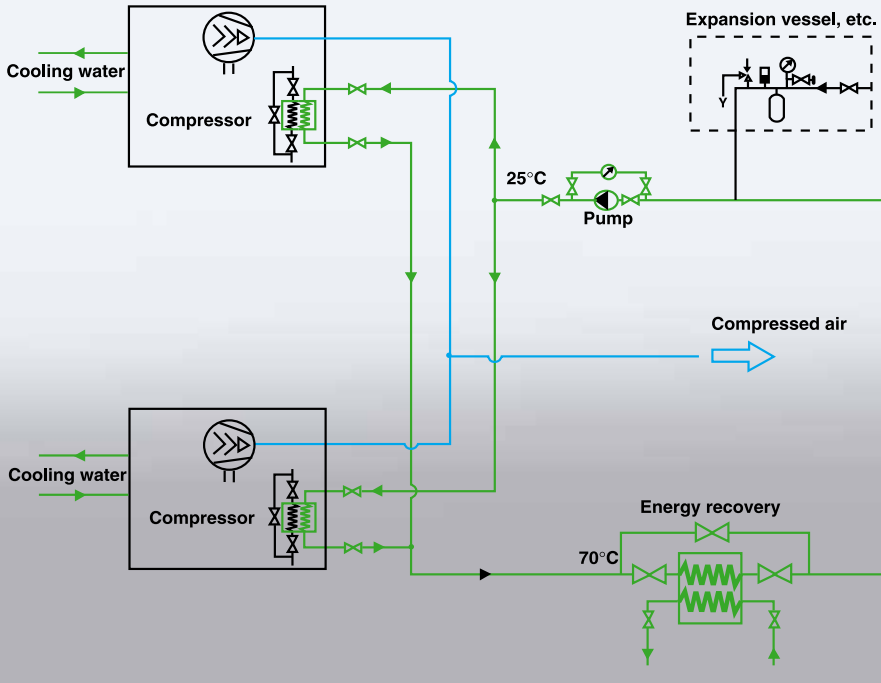 Expansion vessel, etc.
Cooling water
Compressor
Y
25°C
Pump
Compressed air
Cooling water
Compressor
Energy recovery
70°C